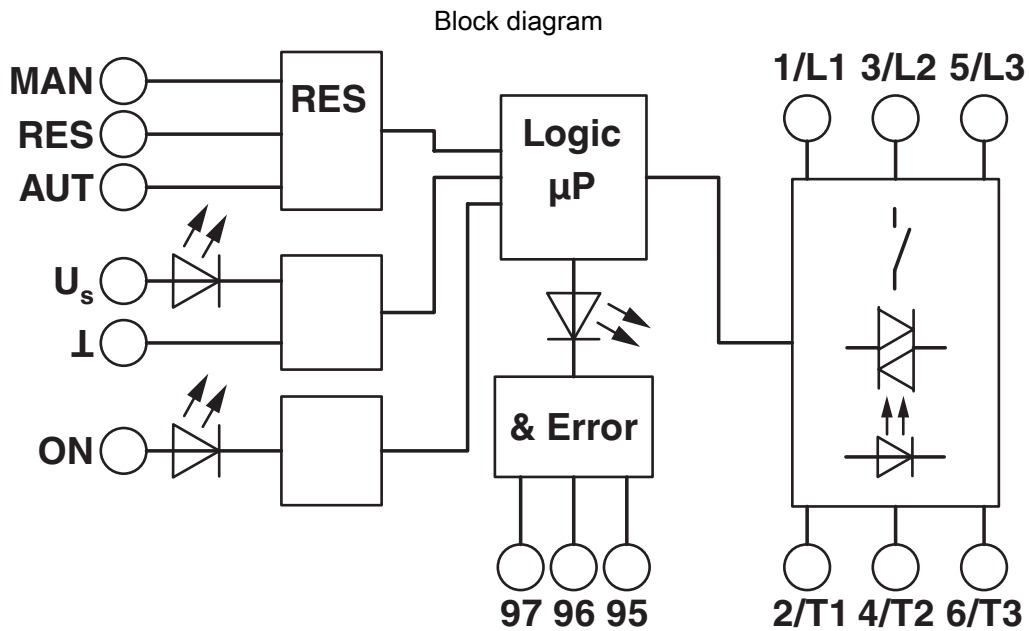 Block diagram
MAN
RES
AUT
RES
Us
ON
Logic
µP
& Error
97 96 95
1/L1 3/L2 5/L3
2/T1 4/T2 6/T3